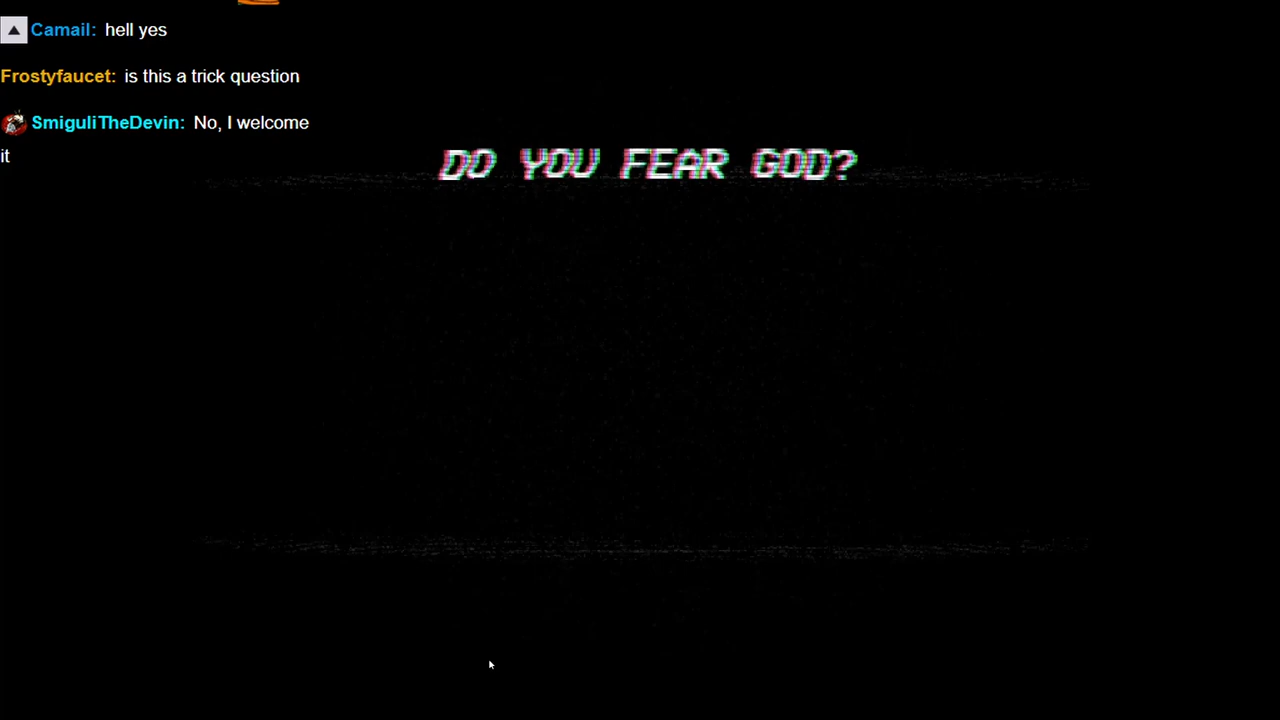 Camail: hell yes
Frostyfaucet: is this a trick question
SmiguliTheDevin: No, I welcome
it
DO YOU FEAR GOD?